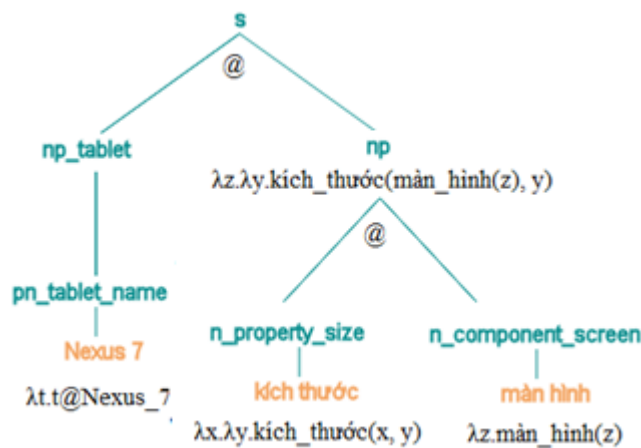 s
@
np_tablet
np
λz.λy.kích_thước(màn_hình(z), y)
@
pn_tablet_name
n_property_size
n_component_screen
Nexus 7
kích thước
màn hình
λt.t@Nexus_7
λx.λy.kích_thước(x, y)
λz.màn_hình(z)